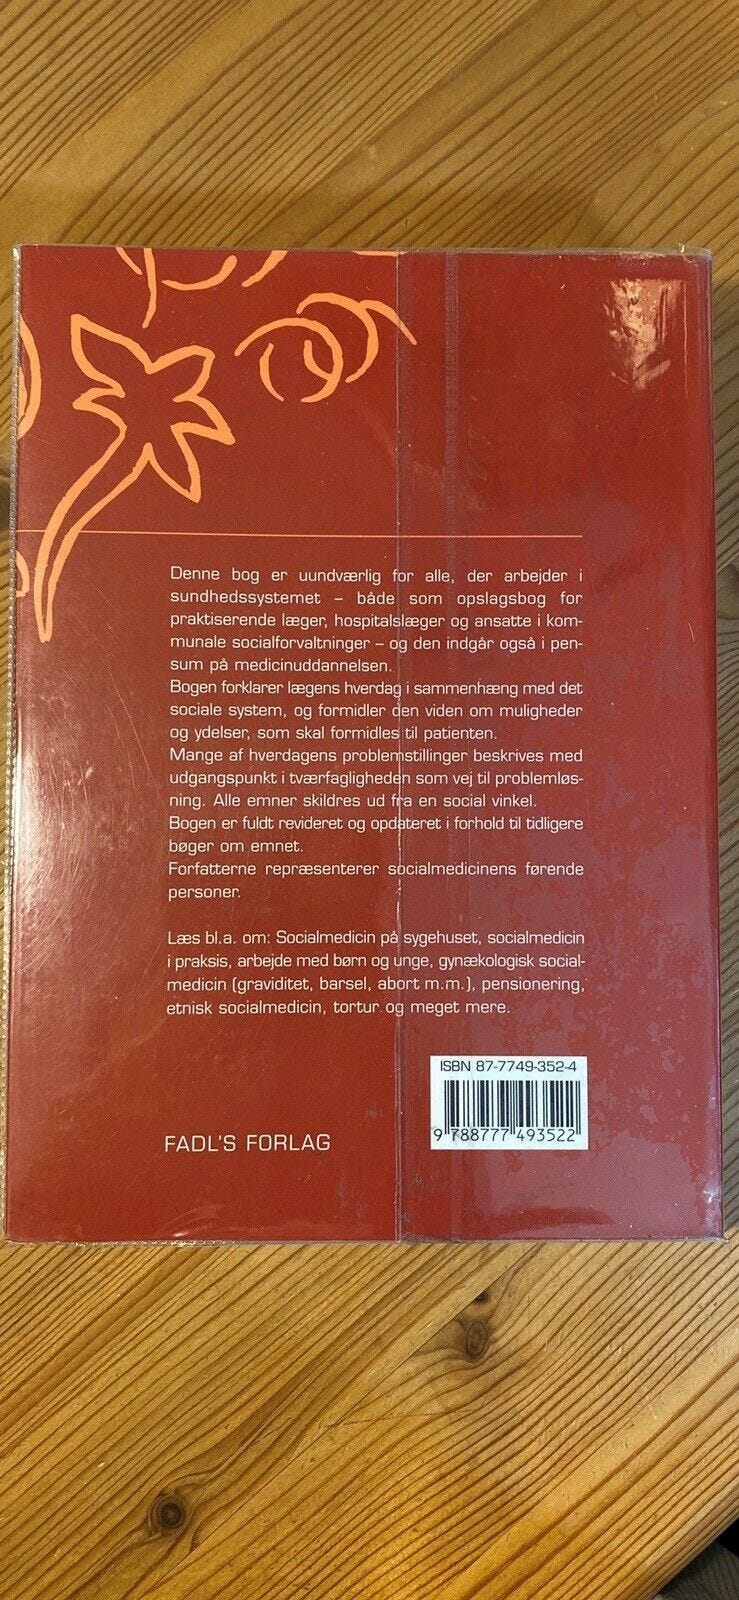 Denne bog er uundværlig for alle, der arbejder i
sundhedssystemet – både som opslagsbog for
praktiserende læger, hospitalslæger og ansatte i kom-
munale socialforvaltninger – og den indgår også i pen-
sum på medicinuddannelsen.
Bogen forklarer lægens hverdag i sammenhæng med det
sociale system, og formidler den viden om muligheder
og ydelser, som skal formidles til patienten.
Mange af hverdagens problemstillinger beskrives med
udgangspunkt i tværfagligheden som vej til problemløs-
ning. Alle emner skildres ud fra en social vinkel.
Bogen er fuldt revideret og opdateret i forhold til tidligere
bøger om emnet.
Forfatterne repræsenterer socialmedicinens førende
personer.
Læs bl.a. om: Socialmedicin på sygehuset, socialmedicin
i praksis, arbejde med børn og unge, gynækologisk social-
medicin (graviditet, barsel, abort m.m.), pensionering,
etnisk socialmedicin, tortur og meget mere.
ISBN 87-7749-352-4
9 788777 493522
FADL'S FORLAG